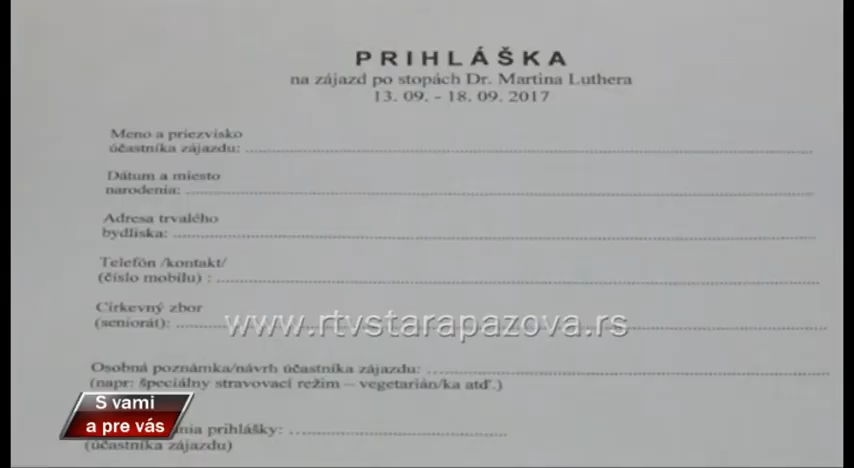 PRIHLÁŠKA
na zájazd po stopách Dr. Martina Luthera
13. 09. - 18. 09. 2017
Meno a priezvisko
účastníka zájazdu:
Dátum a miesto
narodenia:
Adresa trvalého
bydliska:
Telefón /kontakt/
(číslo mobilu) :
Církevný zbor
(seniorát):
www.rtvstarapazova.rs
Osobná poznámka/návrh účastníka zájazdu:
(napr: špeciálny stravovací režim – vegetarián/ka atď.)
S vami
a pre vás
prihlášky:
(účastníka zájazdu)